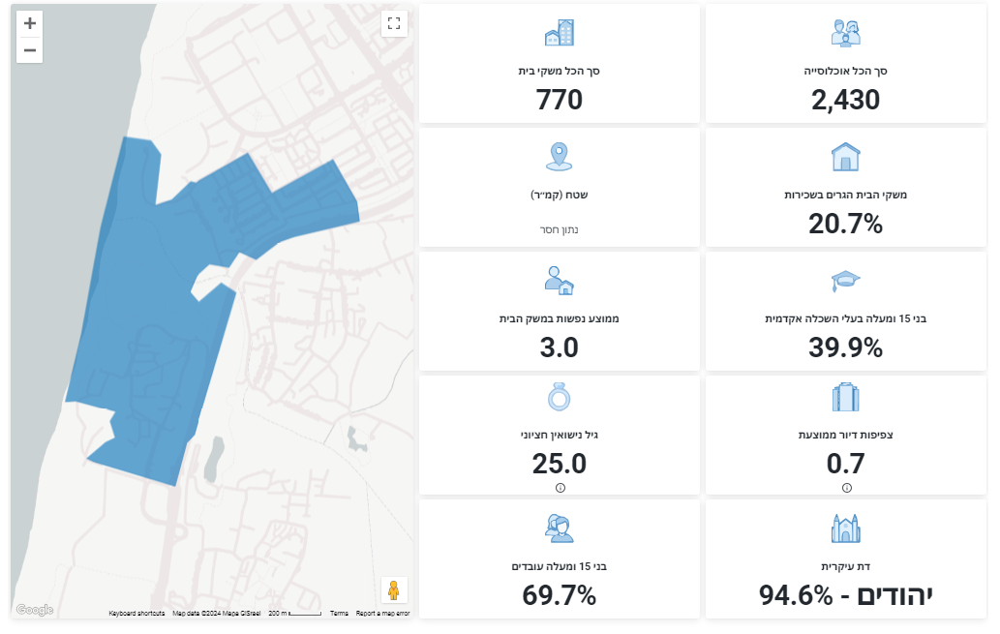 סך הכל אוכלוסייה
2,430
סך הכל משקי בית
770
משקי הבית הגרים בשכירות
20.7%
שטח (קמ״ר)
נתון חסר
בני 15 ומעלה בעלי השכלה אקדמית
39.9%
ממוצע נפשות במשק הבית
3.0
צפיפות דיור ממוצעת
0.7
גיל נישואין חציוני
25.0
דת עיקרית
יהודים - 94.6%
בני 15 ומעלה עובדים
69.7%
Google
Keyboard shortcuts
Map data ©2024 Mapa GISrael
200 m
Terms
Report a map error